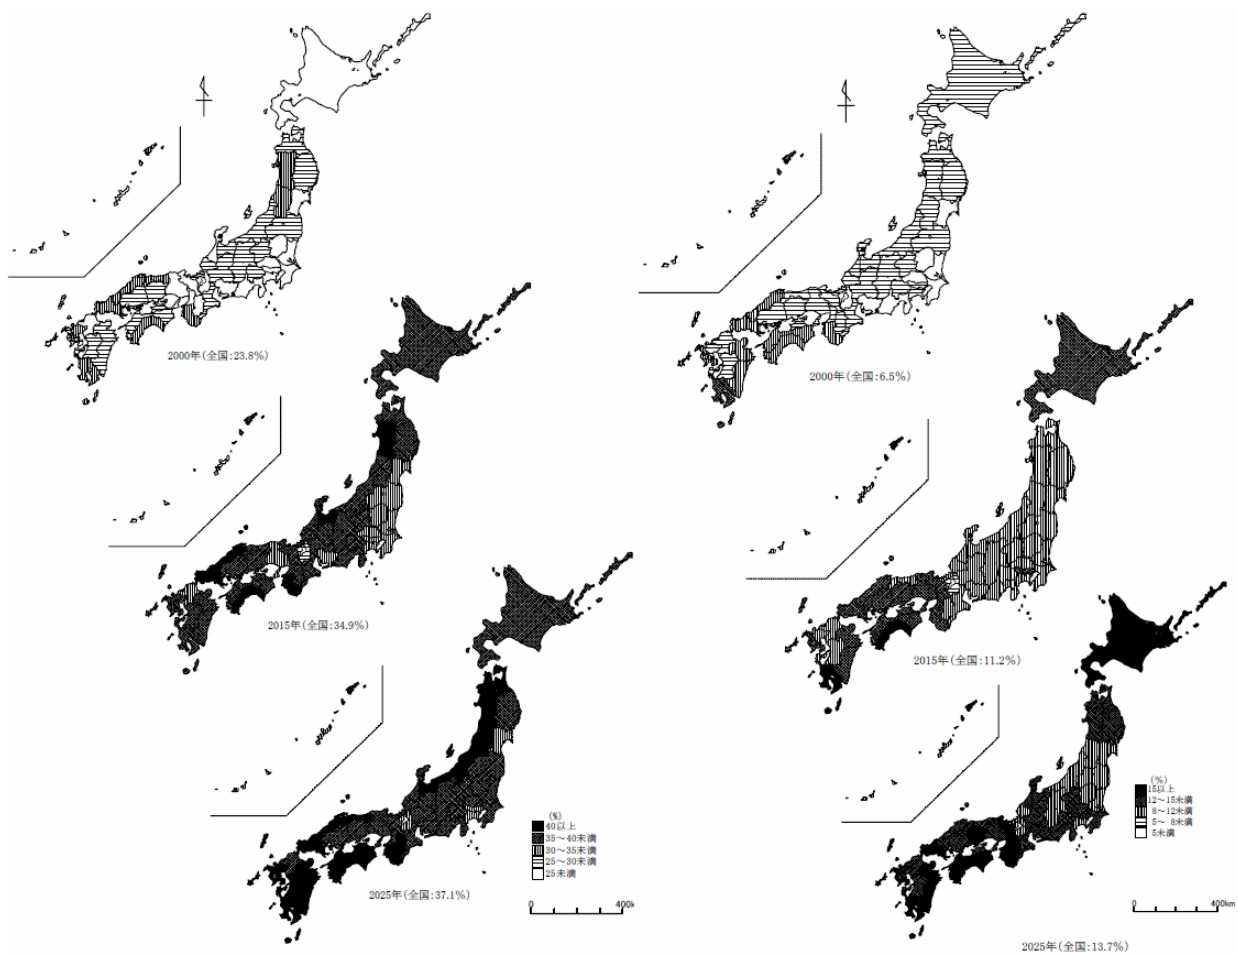 2000年(全国:23.8%)
2000年(全国:6.5%)
2015年(全国:34.9%)
2015年(全国:11.2%)
(%)
40以上
35~40未満
30~35未満
25~30未満
25未満
0 400k
2025年(全国:37.1%)
(%)
15以上
12~15未満
8~12未満
5~ 8未満
5未満
0 400km
2025年(全国:13.7%)